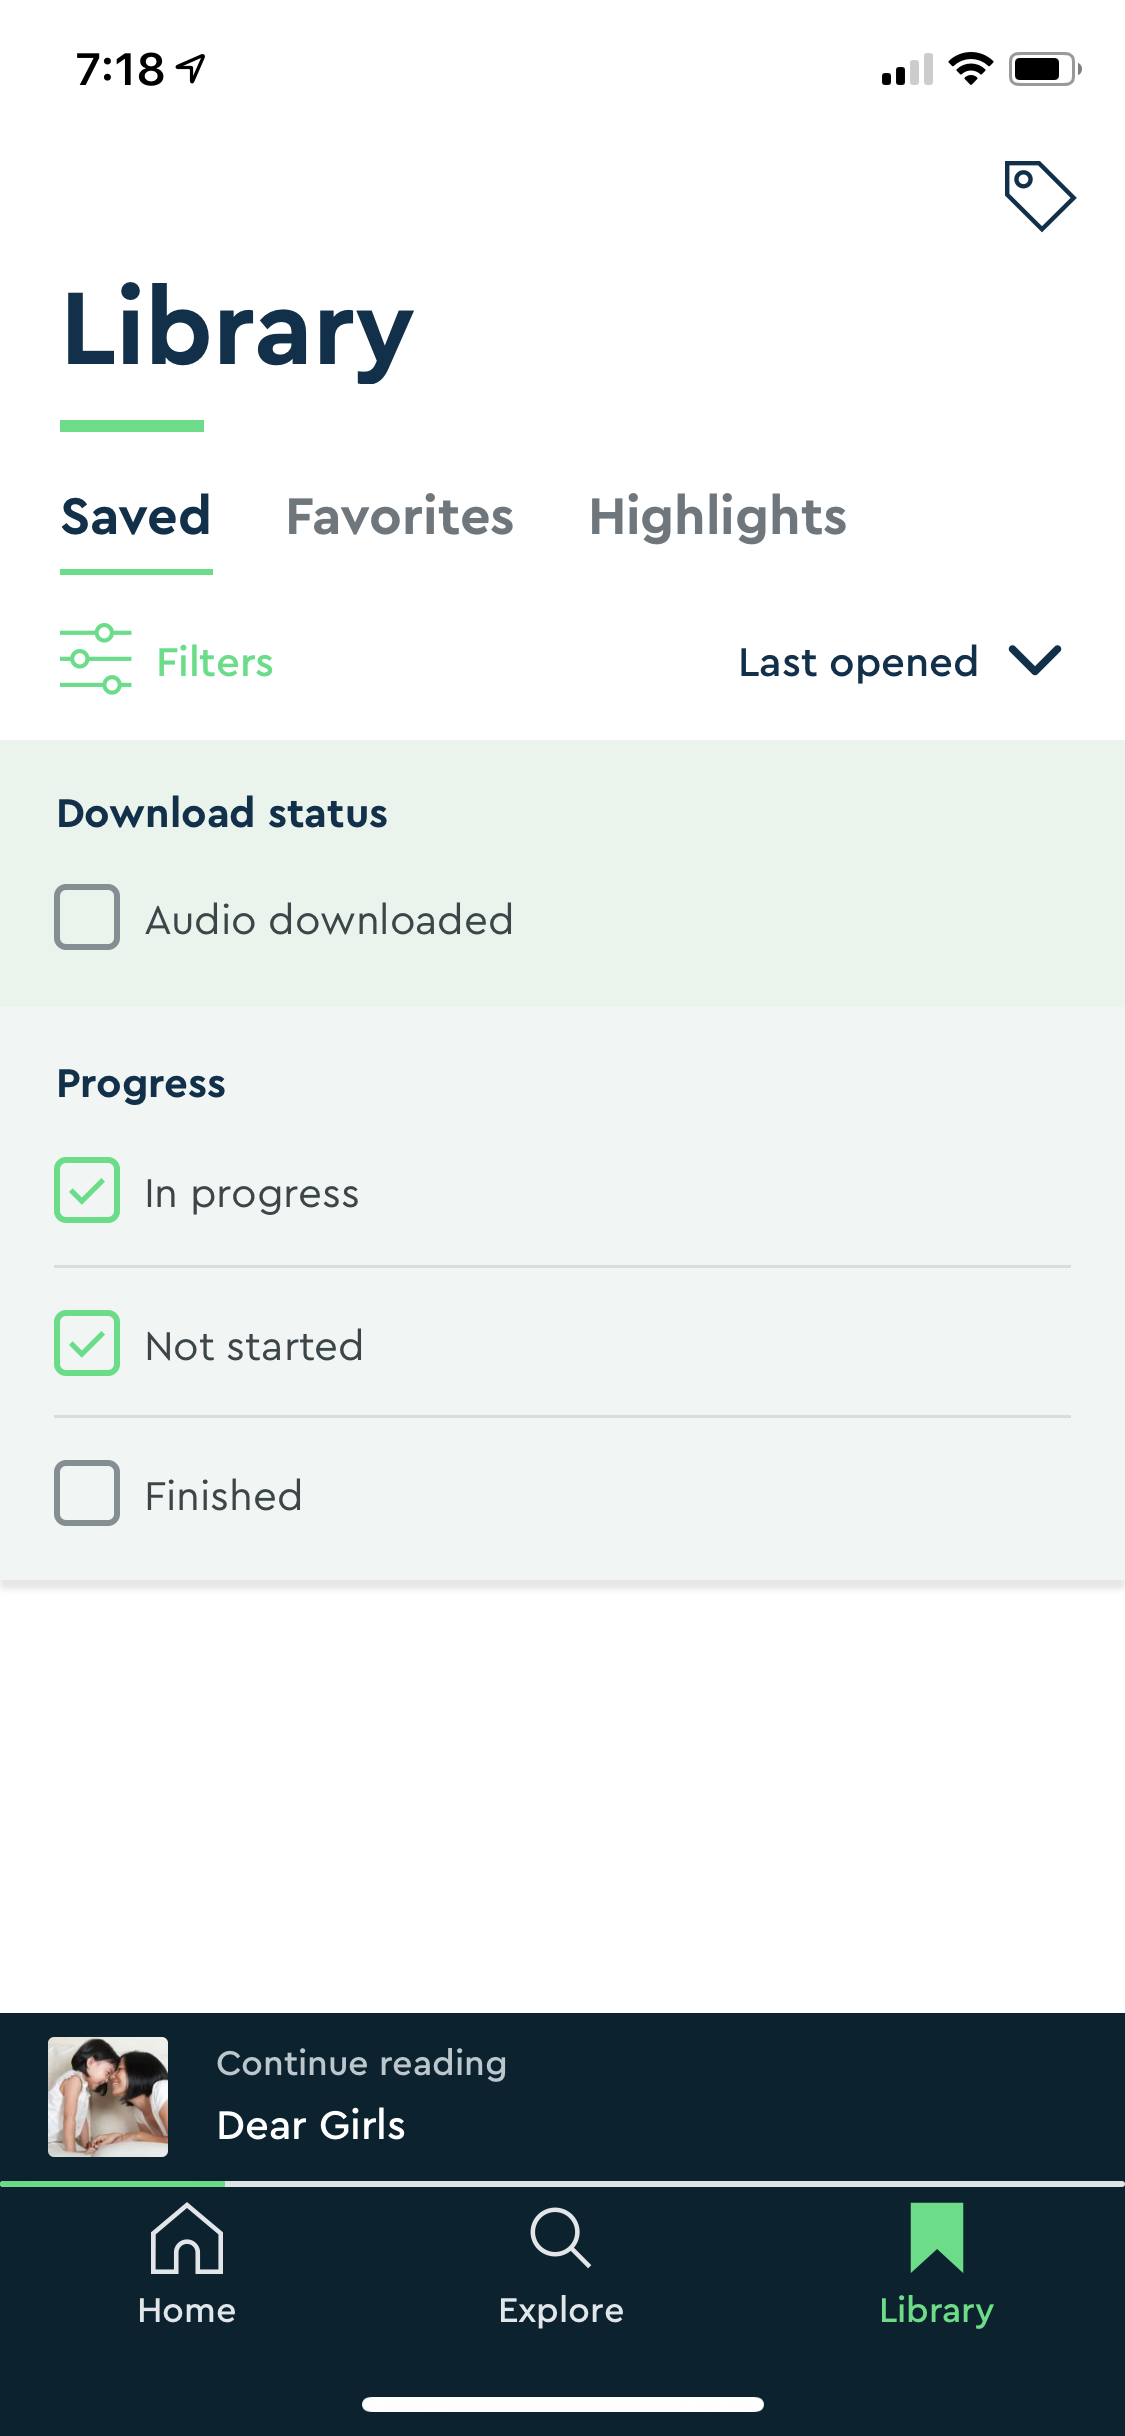 7:18
Library
Saved Favorites Highlights
Filters Last opened
Download status
Audio downloaded
Progress
In progress
Not started
Finished
Continue reading
Dear Girls
Home Explore Library